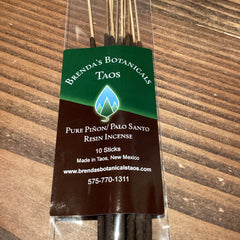 Brenda's Botanicals
Taos
Pure Piñon/ Palo Santo
Resin Incense
10 Sticks
Made in Taos, New Mexico
www.brendasbotanicalstaos.com
575-770-1311